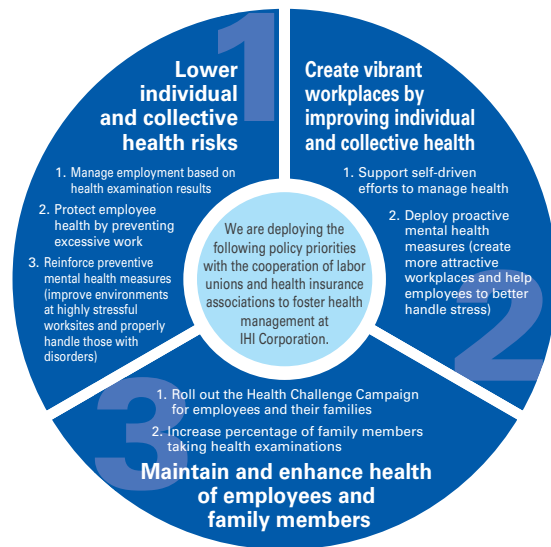 1
Lower
individual
and collective
health risks
1. Manage employment based on
health examination results
2. Protect employee
health by preventing
excessive work
3. Reinforce preventive
mental health measures
(improve environments
at highly stressful
worksites and properly
handle those with
disorders)
Create vibrant
workplaces by
improving individual
and collective health
1. Support self-driven
efforts to manage health
2. Deploy proactive
mental health
measures (create
more attractive
workplaces and help
employees to better
handle stress)
2
We are deploying the
following policy priorities
with the cooperation of labor
unions and health insurance
associations to foster health
management at
IHI Corporation.
3
1. Roll out the Health Challenge Campaign
for employees and their families
2. Increase percentage of family members
taking health examinations
Maintain and enhance health
of employees and
family members